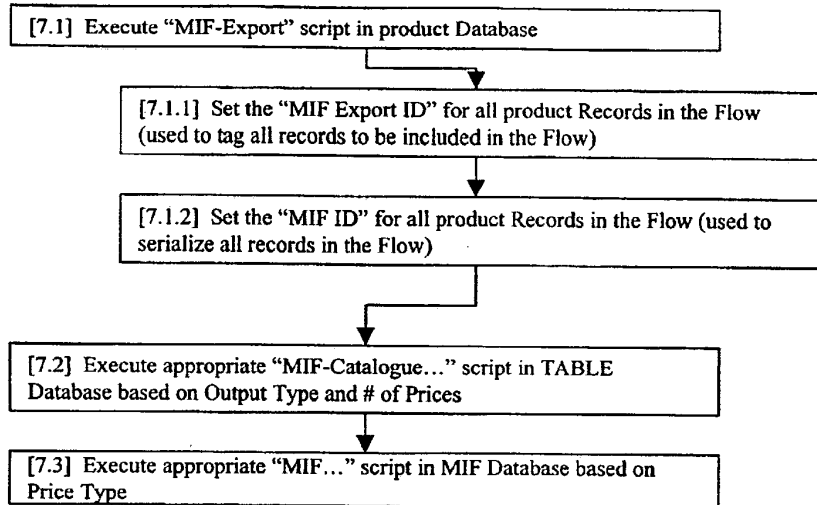 [7.1] Execute “MIF-Export” script in product Database
[7.1.1] Set the “MIF Export ID” for all product Records in the Flow
(used to tag all records to be included in the Flow)
[7.1.2] Set the “MIF ID” for all product Records in the Flow (used to
serialize all records in the Flow)
[7.2] Execute appropriate “MIF-Catalogue…” script in TABLE
Database based on Output Type and # of Prices
[7.3] Execute appropriate “MIF…” script in MIF Database based on
Price Type